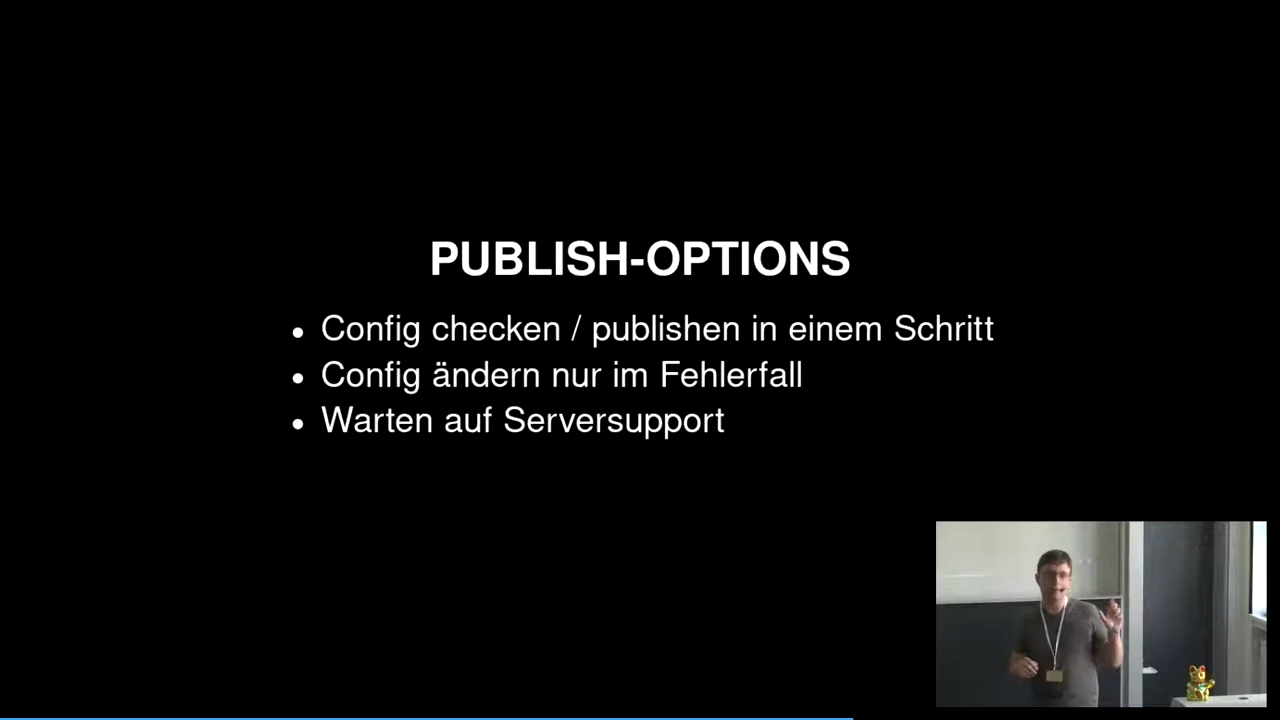 PUBLISH-OPTIONS
Config checken / publishen in einem Schritt
Config ändern nur im Fehlerfall
Warten auf Serversupport